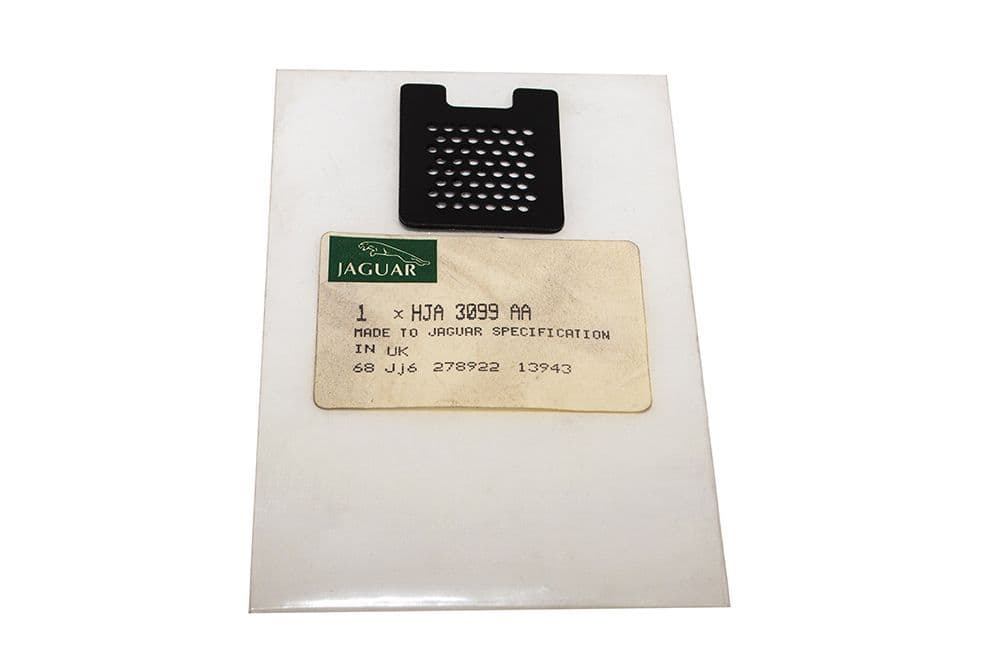 JAGUAR
1 x HJA 3099 AA
MADE TO JAGUAR SPECIFICATION
IN UK
68 Jj6 278922 13943